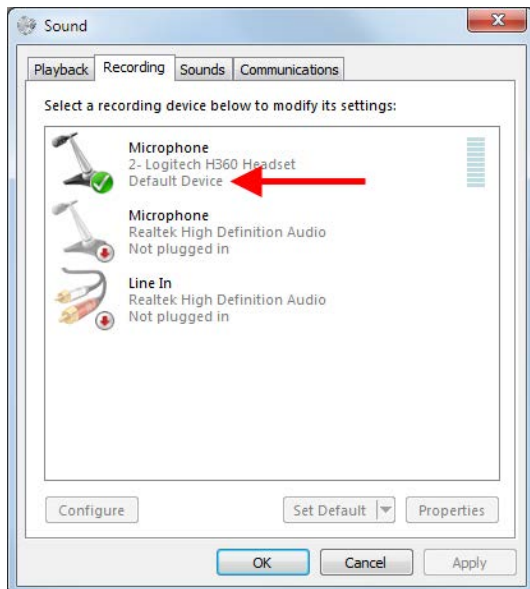 Sound
Playback Recording Sounds Communications
Select a recording device below to modify its settings:
Microphone
2- Logitech H360 Headset
Default Device
Microphone
Realtek High Definition Audio
Not plugged in
Line In
Realtek High Definition Audio
Not plugged in
Configure Set Default Properties
OK Cancel Apply